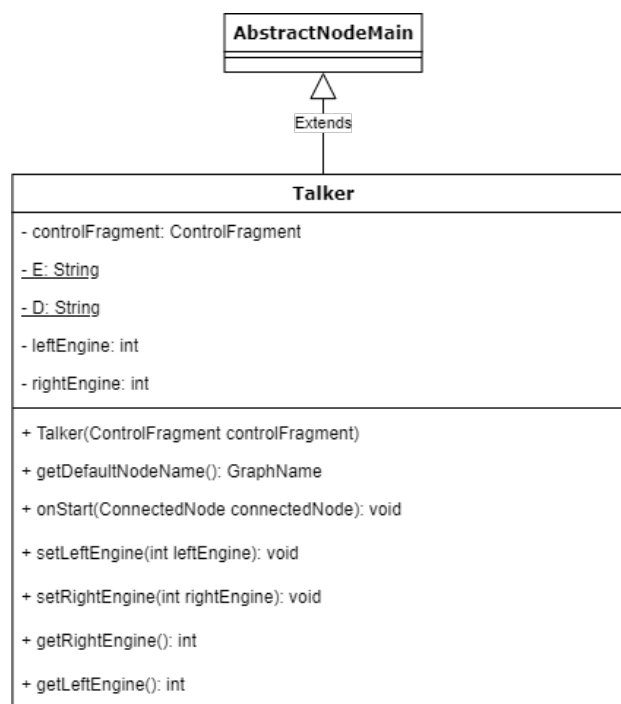 AbstractNodeMain
Extends
Talker
- controlFragment: ControlFragment
- E: String
- D: String
- leftEngine: int
- rightEngine: int
+ Talker(ControlFragment controlFragment)
+ getDefaultNodeName(): GraphName
+ onStart(ConnectedNode connectedNode): void
+ setLeftEngine(int leftEngine): void
+ setRightEngine(int rightEngine): void
+ getRightEngine(): int
+ getLeftEngine(): int